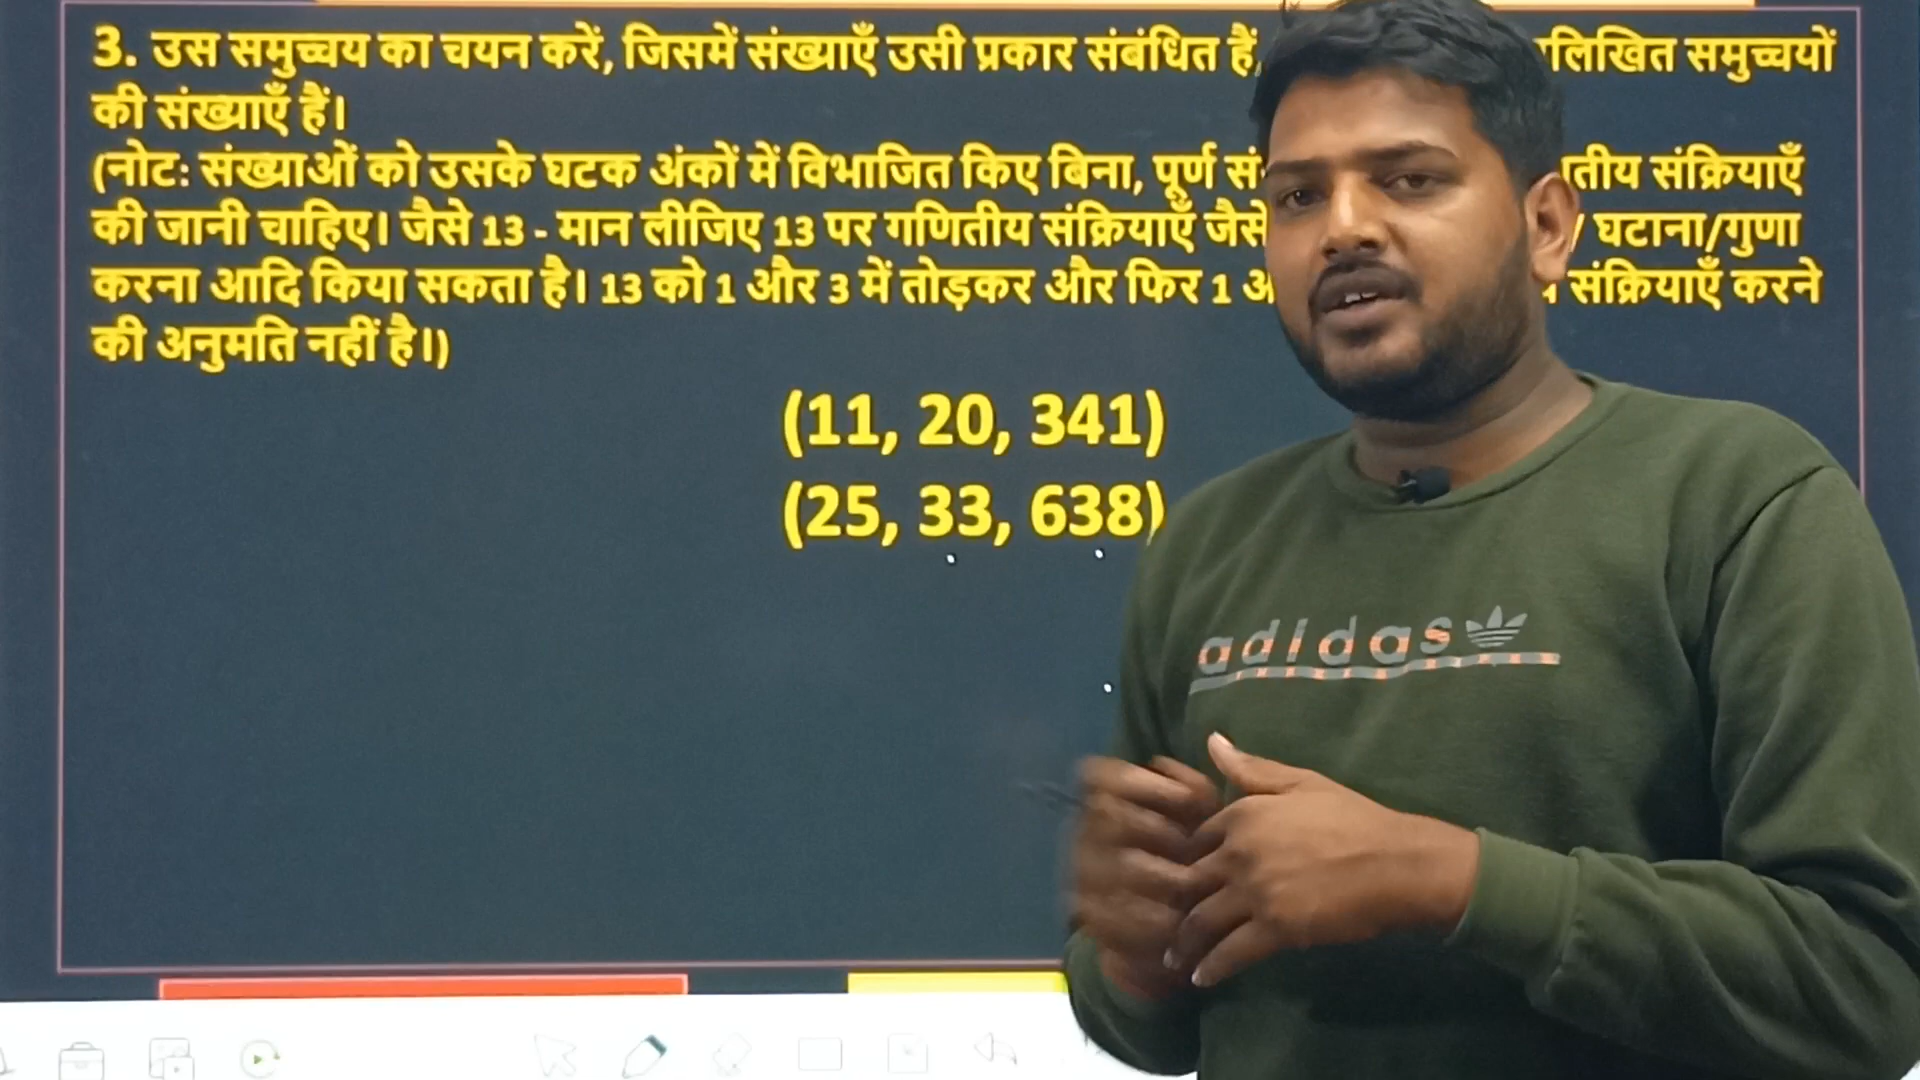 3. उस समुच्चय का चयन करें, जिसमें संख्याएँ उसी प्रकार संबंधित हैं, लिखित समुच्चयों
की संख्याएँ हैं।
(नोट: संख्याओं को उसके घटक अंकों में विभाजित किए बिना, पूर्ण संक्रियाएँ
की जानी चाहिए। जैसे 13 - मान लीजिए 13 पर गणितीय संक्रियाएँ जैसे / घटाना/गुणा
करना आदि किया सकता है। 13 को 1 और 3 में तोड़कर और फिर 1 संक्रियाएँ करने
की अनुमति नहीं है।)
(11, 20, 341)
(25, 33, 638)
adidas